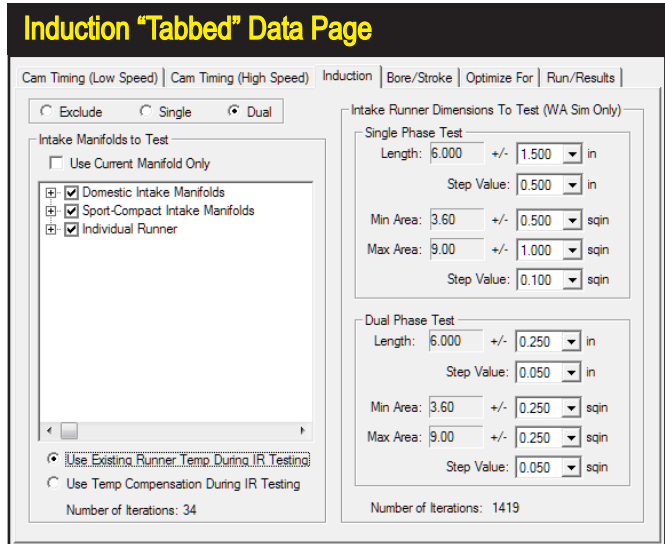 Induction “Tabbed” Data Page
Cam Timing (Low Speed) Cam Timing (High Speed) Induction Bore/Stroke Optimize For Run/Results
Exclude Single Dual
Intake Manifolds to Test
Use Current Manifold Only
Domestic Intake Manifolds
Sport-Compact Intake Manifolds
Individual Runner
Use Existing Runner Temp During IR Testing
Use Temp Compensation During IR Testing
Number of Iterations: 34
Intake Runner Dimensions To Test (WA Sim Only)
Single Phase Test
Length: 6.000 +/- 1.500 in
Step Value: 0.500 in
Min Area: 3.60 +/- 0.500 sqin
Max Area: 9.00 +/- 1.000 sqin
Step Value: 0.100 sqin
Dual Phase Test
Length: 6.000 +/- 0.250 in
Step Value: 0.050 in
Min Area: 3.60 +/- 0.250 sqin
Max Area: 9.00 +/- 0.250 sqin
Step Value: 0.050 sqin
Number of Iterations: 1419